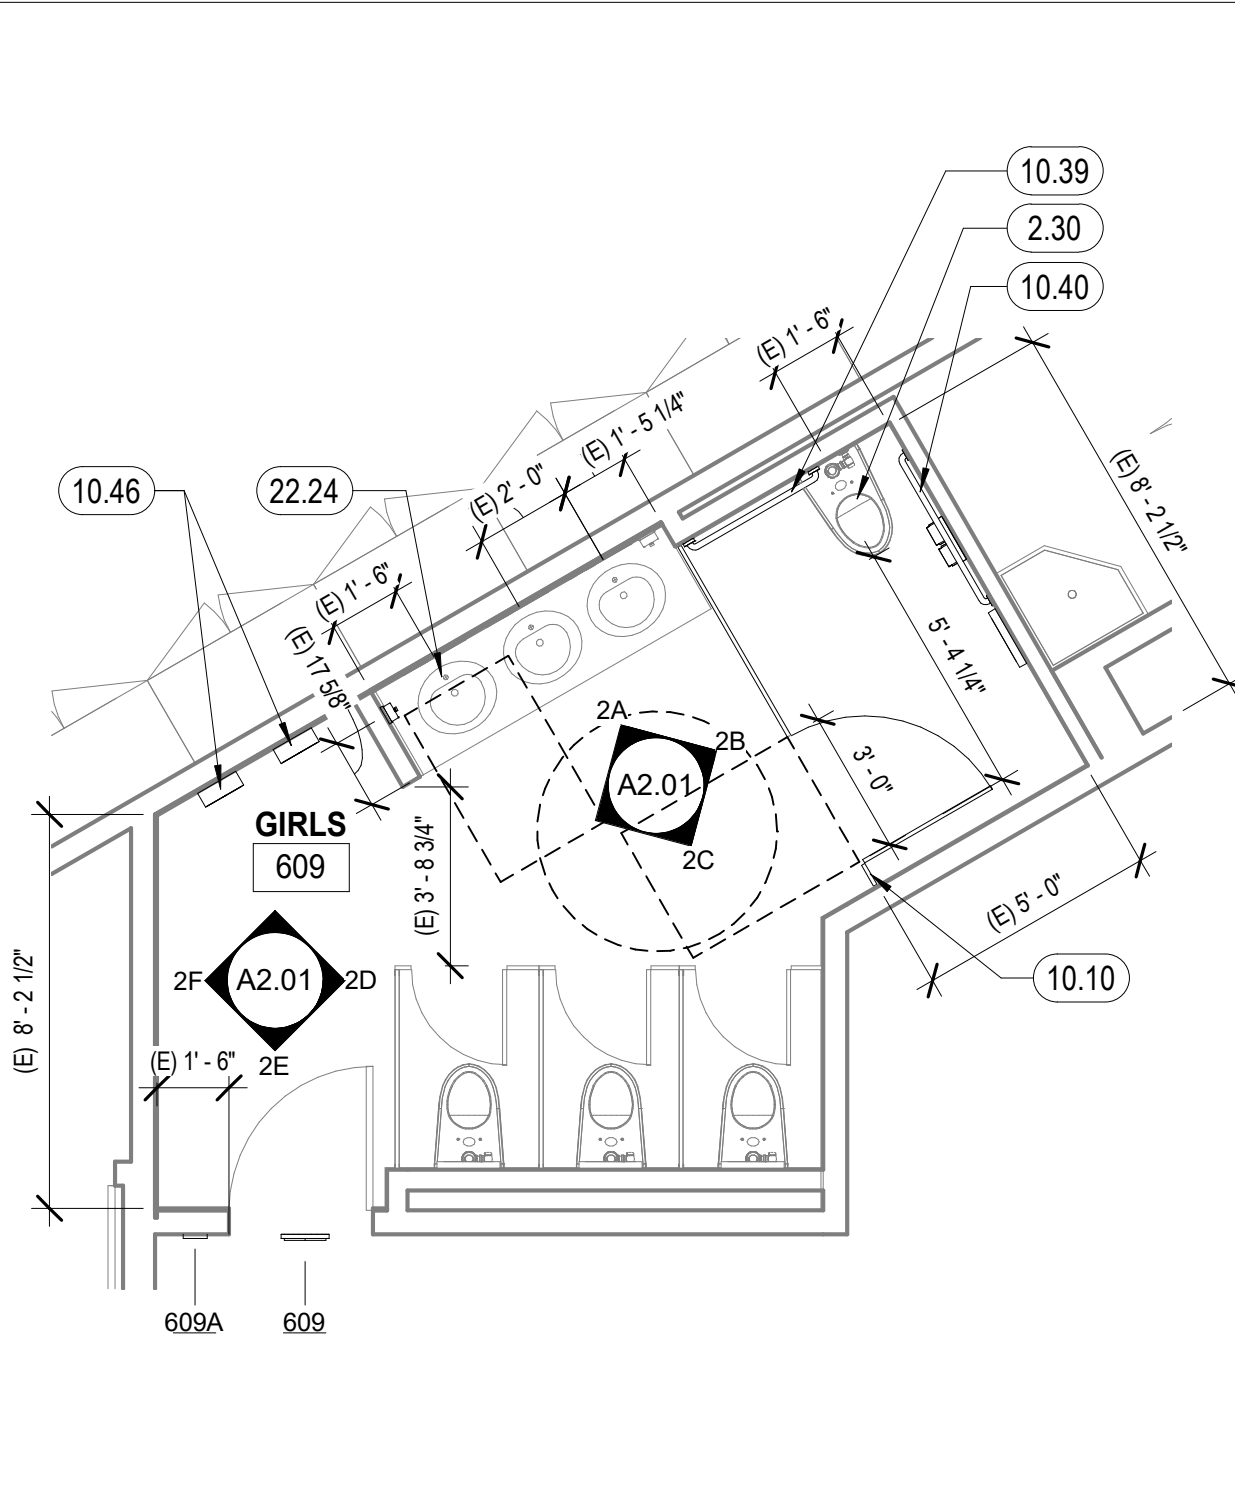 10.39
2.30
10.40
(E) 1' - 6"
(E) 1' - 5 1/4"
(E) 2' - 0"
10.46
22.24
(E) 8' - 2 1/2"
(E) 1' - 6"
(E) 17 5/8"
5' - 4 1/4"
2A
2B
A2.01
2C
3' - 0"
GIRLS
609
(E) 3' - 8 3/4"
(E) 5' - 0"
10.10
2F
A2.01
2D
2E
(E) 8' - 2 1/2"
(E) 1' - 6"
609A
609